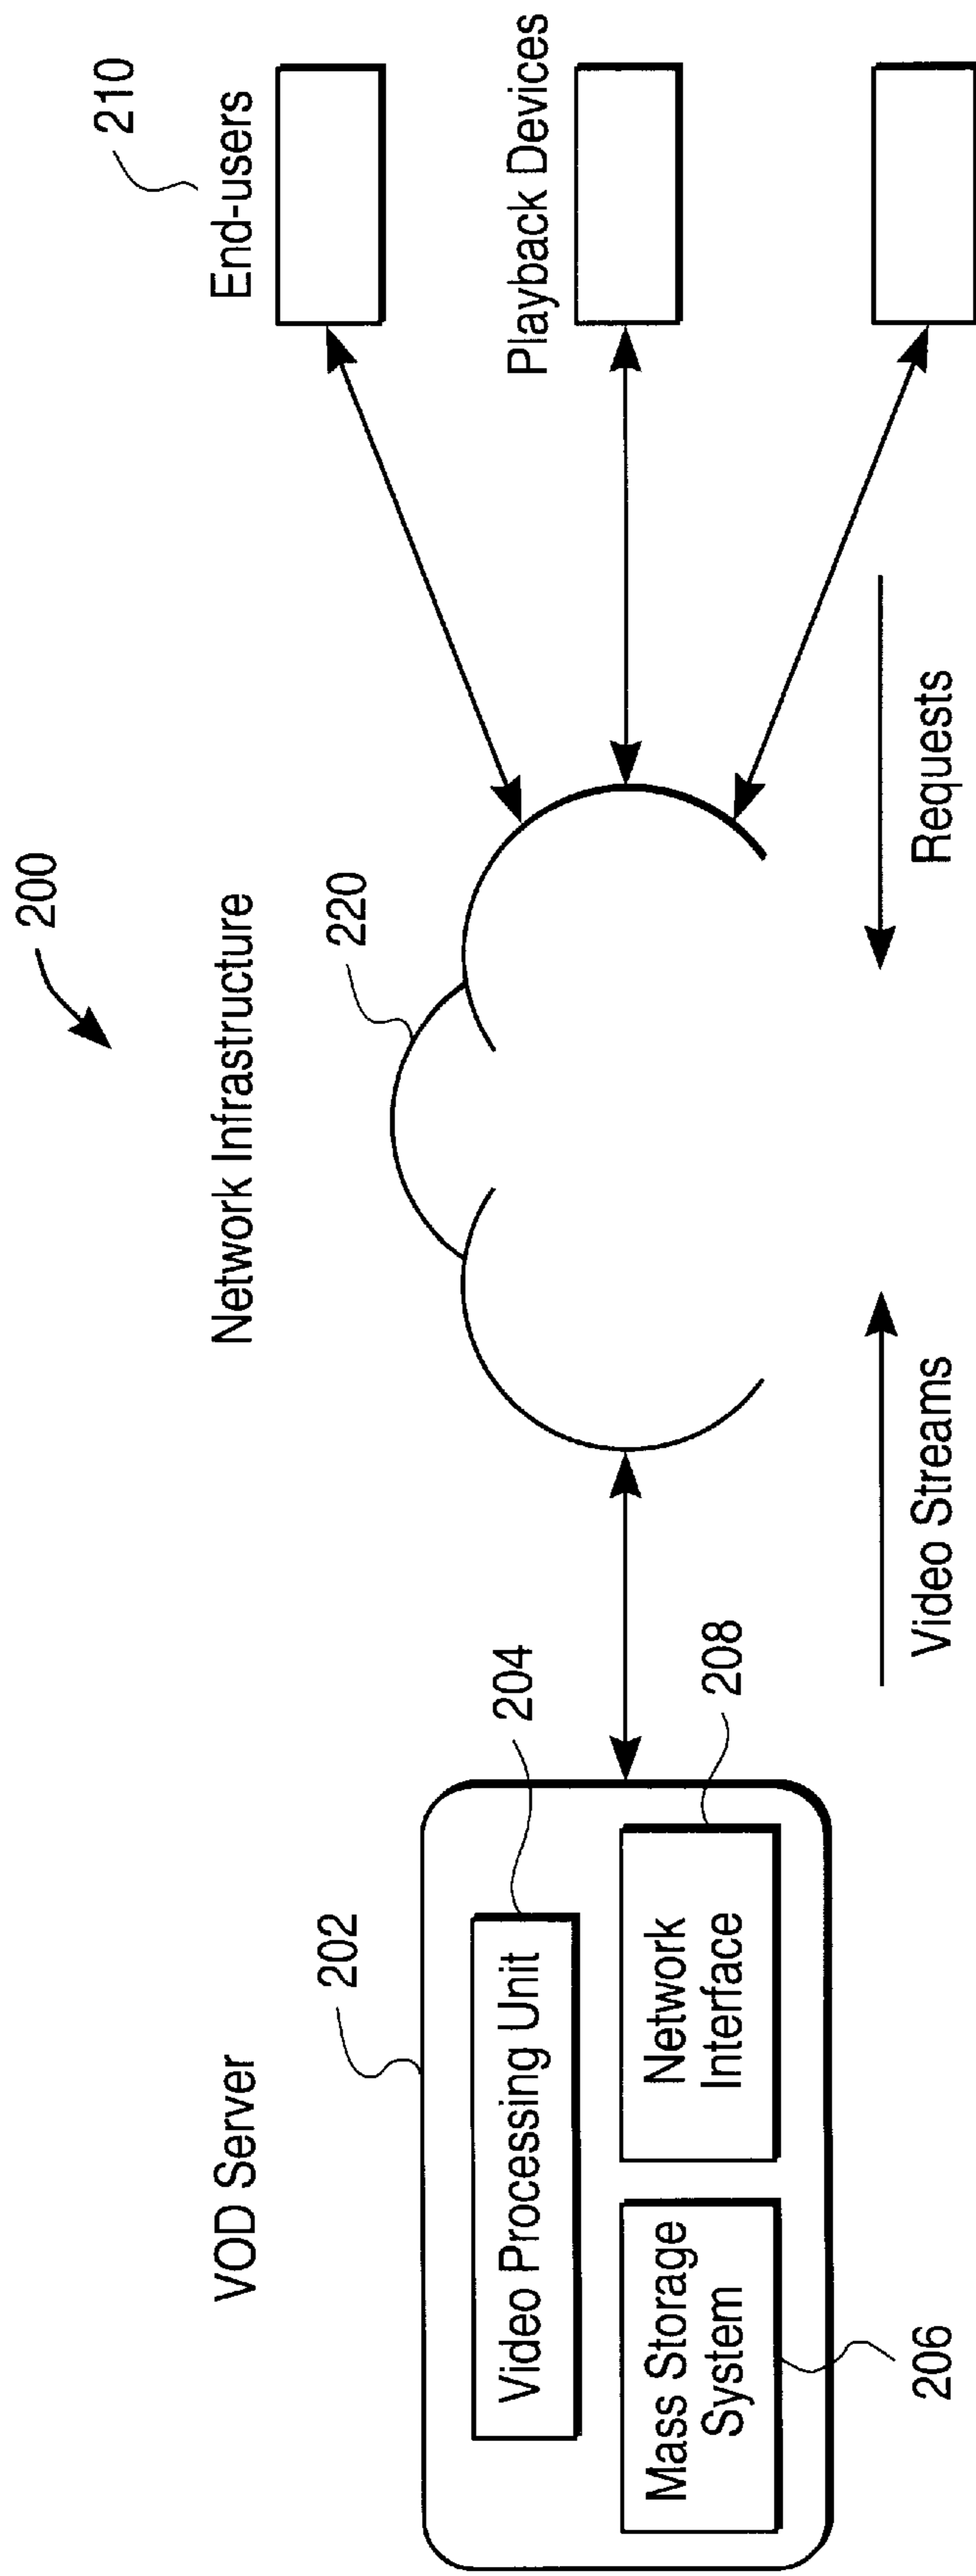 200
VOD Server
Network Infrastructure
End-users
210
202
220
Video Processing Unit
204
Playback Devices
Mass Storage
System
206
Network
Interface
208
Video Streams
Requests